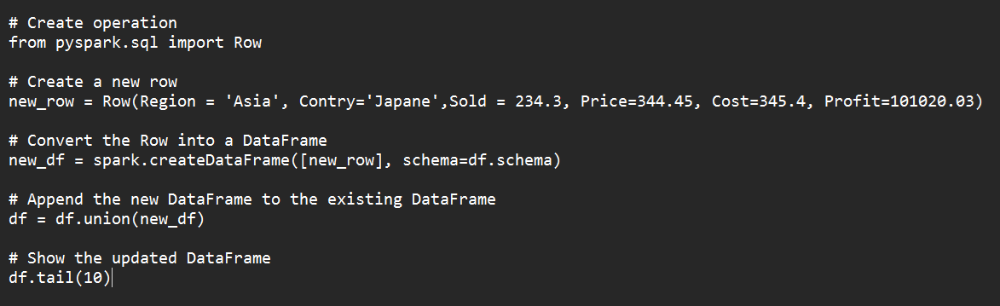 # Create operation
from pyspark.sql import Row
# Create a new row
new_row = Row(Region = 'Asia', Contry='Japane',Sold = 234.3, Price=344.45, Cost=345.4, Profit=101020.03)
# Convert the Row into a DataFrame
new_df = spark.createDataFrame([new_row], schema=df.schema)
# Append the new DataFrame to the existing DataFrame
df = df.union(new_df)
# Show the updated DataFrame
df.tail(10)